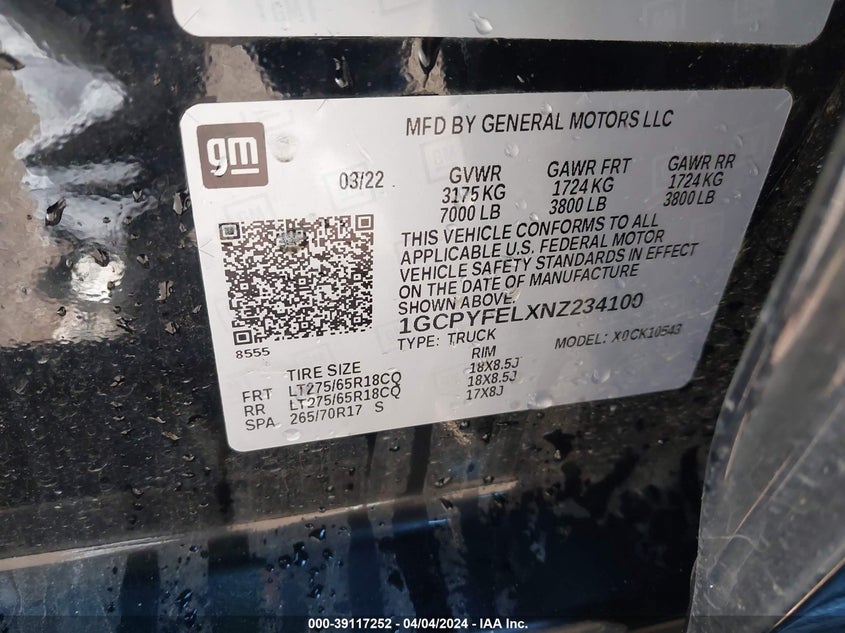 gm
MFD BY GENERAL MOTORS LLC
03/22
GVWR GAWR FRT GAWR RR
3175 KG 1724 KG 1724 KG
7000 LB 3800 LB 3800 LB
THIS VEHICLE CONFORMS TO ALL
APPLICABLE U.S. FEDERAL MOTOR
VEHICLE SAFETY STANDARDS IN EFFECT
ON THE DATE OF MANUFACTURE
SHOWN ABOVE.
1GCPYFELXNZ234100
TYPE: TRUCK MODEL: X0CK10543
8555
TIRE SIZE RIM
FRT LT275/65R18CQ 18X8.5J
RR LT275/65R18CQ 18X8.5J
SPA 265/70R17 S 17X8J
000-39117252 - 04/04/2024 - IAA Inc.